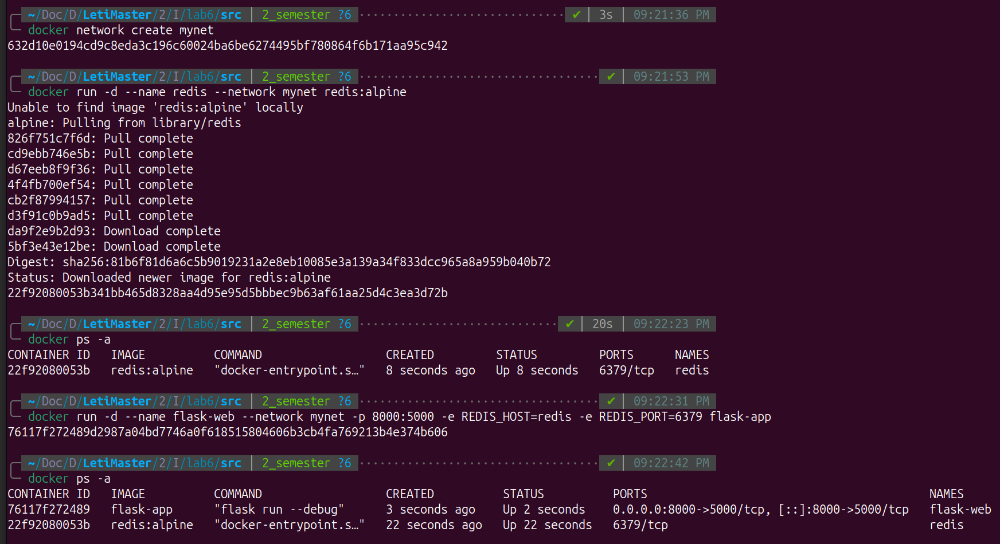 ~/Doc/D/LetiMaster/2/I/lab6/src | 2_semester ?6 ✔ | 3s | 09:21:36 PM
docker network create mynet
632d10e0194cd9c8eda3c196c60024ba6be6274495bf780864f6b171aa95c942
~/Doc/D/LetiMaster/2/I/lab6/src | 2_semester ?6 ✔ | 09:21:53 PM
docker run -d --name redis --network mynet redis:alpine
Unable to find image 'redis:alpine' locally
alpine: Pulling from library/redis
826f751c7f6d: Pull complete
cd9ebb746e5b: Pull complete
d67eeb8f9f36: Pull complete
4f4fb700ef54: Pull complete
cb2f87994157: Pull complete
d3f91c0b9ad5: Pull complete
da9f2e9b2d93: Download complete
5bf3e43e12be: Download complete
Digest: sha256:81b6f81d6a6c5b9019231a2e8eb10085e3a139a34f833dcc965a8a959b040b72
Status: Downloaded newer image for redis:alpine
22f92080053b341bb465d8328aa4d95e95d5bbbec9b63af61aa25d4c3ea3d72b
~/Doc/D/LetiMaster/2/I/lab6/src | 2_semester ?6 ✔ | 20s | 09:22:23 PM
docker ps -a
CONTAINER ID IMAGE COMMAND CREATED STATUS PORTS NAMES
22f92080053b redis:alpine "docker-entrypoint.s…" 8 seconds ago Up 8 seconds 6379/tcp redis
~/Doc/D/LetiMaster/2/I/lab6/src | 2_semester ?6 ✔ | 09:22:31 PM
docker run -d --name flask-web --network mynet -p 8000:5000 -e REDIS_HOST=redis -e REDIS_PORT=6379 flask-app
76117f272489d2987a04bd7746a0f618515804606b3cb4fa769213b4e374b606
~/Doc/D/LetiMaster/2/I/lab6/src | 2_semester ?6 ✔ | 09:22:42 PM
docker ps -a
CONTAINER ID IMAGE COMMAND CREATED STATUS PORTS NAMES
76117f272489 flask-app "flask run --debug" 3 seconds ago Up 2 seconds 0.0.0.0:8000->5000/tcp, [::]:8000->5000/tcp flask-web
22f92080053b redis:alpine "docker-entrypoint.s…" 22 seconds ago Up 22 seconds 6379/tcp redis